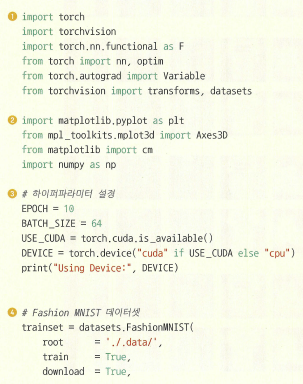 1 import torch
import torchvision
import torch.nn.functional as F
from torch import nn, optim
from torch.autograd import Variable
from torchvision import transforms, datasets
2 import matplotlib.pyplot as plt
from mpl_toolkits.mplot3d import Axes3D
from matplotlib import cm
import numpy as np
3 # 하이퍼파라미터 설정
EPOCH = 10
BATCH_SIZE = 64
USE_CUDA = torch.cuda.is_available()
DEVICE = torch.device("cuda" if USE_CUDA else "cpu")
print("Using Device:", DEVICE)
4 # Fashion MNIST 데이터셋
trainset = datasets.FashionMNIST(
root = './.data/',
train = True,
download = True,